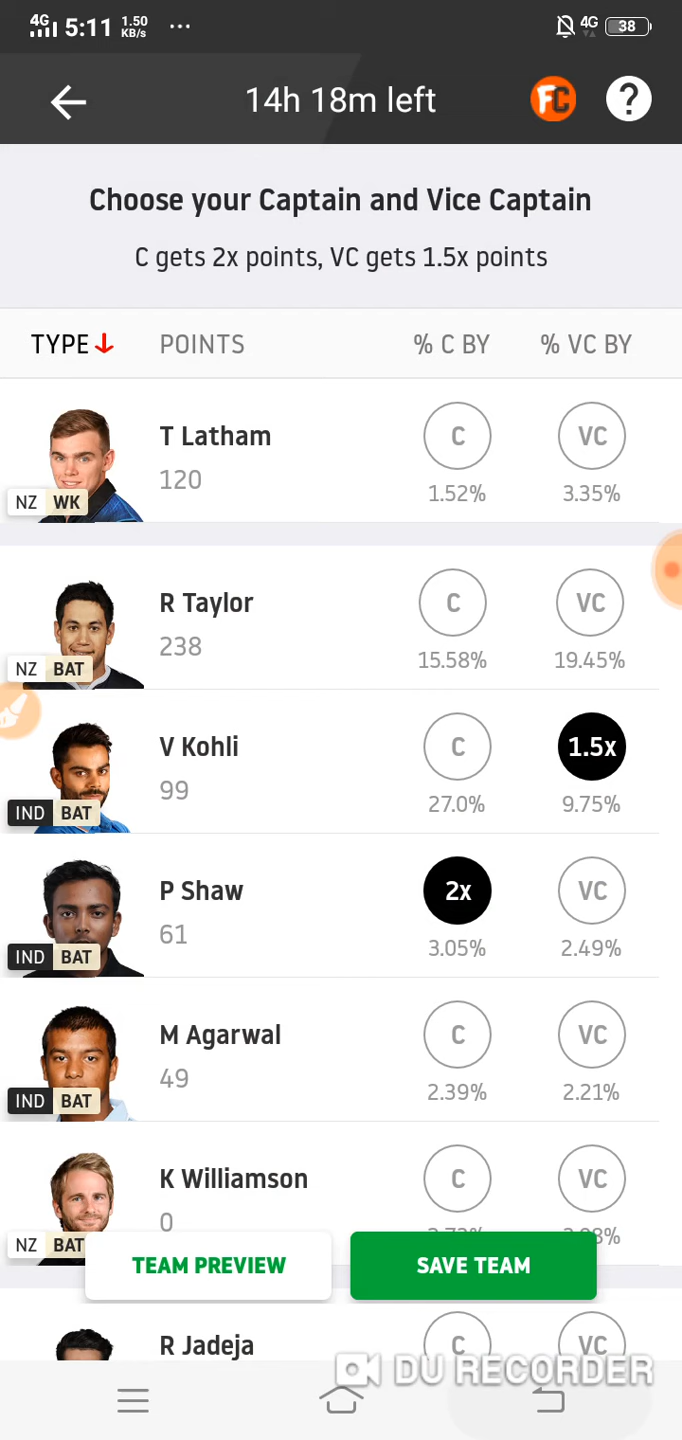 4G 5:11 1.50 KB/s ... 4G 38
14h 18m left FC ?
Choose your Captain and Vice Captain
C gets 2x points, VC gets 1.5x points
TYPE POINTS % C BY % VC BY
T Latham C VC
120 1.52% 3.35%
NZ WK
R Taylor C VC
238 15.58% 19.45%
NZ BAT
V Kohli C 1.5x
99 27.0% 9.75%
IND BAT
P Shaw 2x VC
61 3.05% 2.49%
IND BAT
M Agarwal C VC
49 2.39% 2.21%
IND BAT
K Williamson C VC
0
NZ BAT
TEAM PREVIEW SAVE TEAM
R Jadeja C VC
DU RECORDER